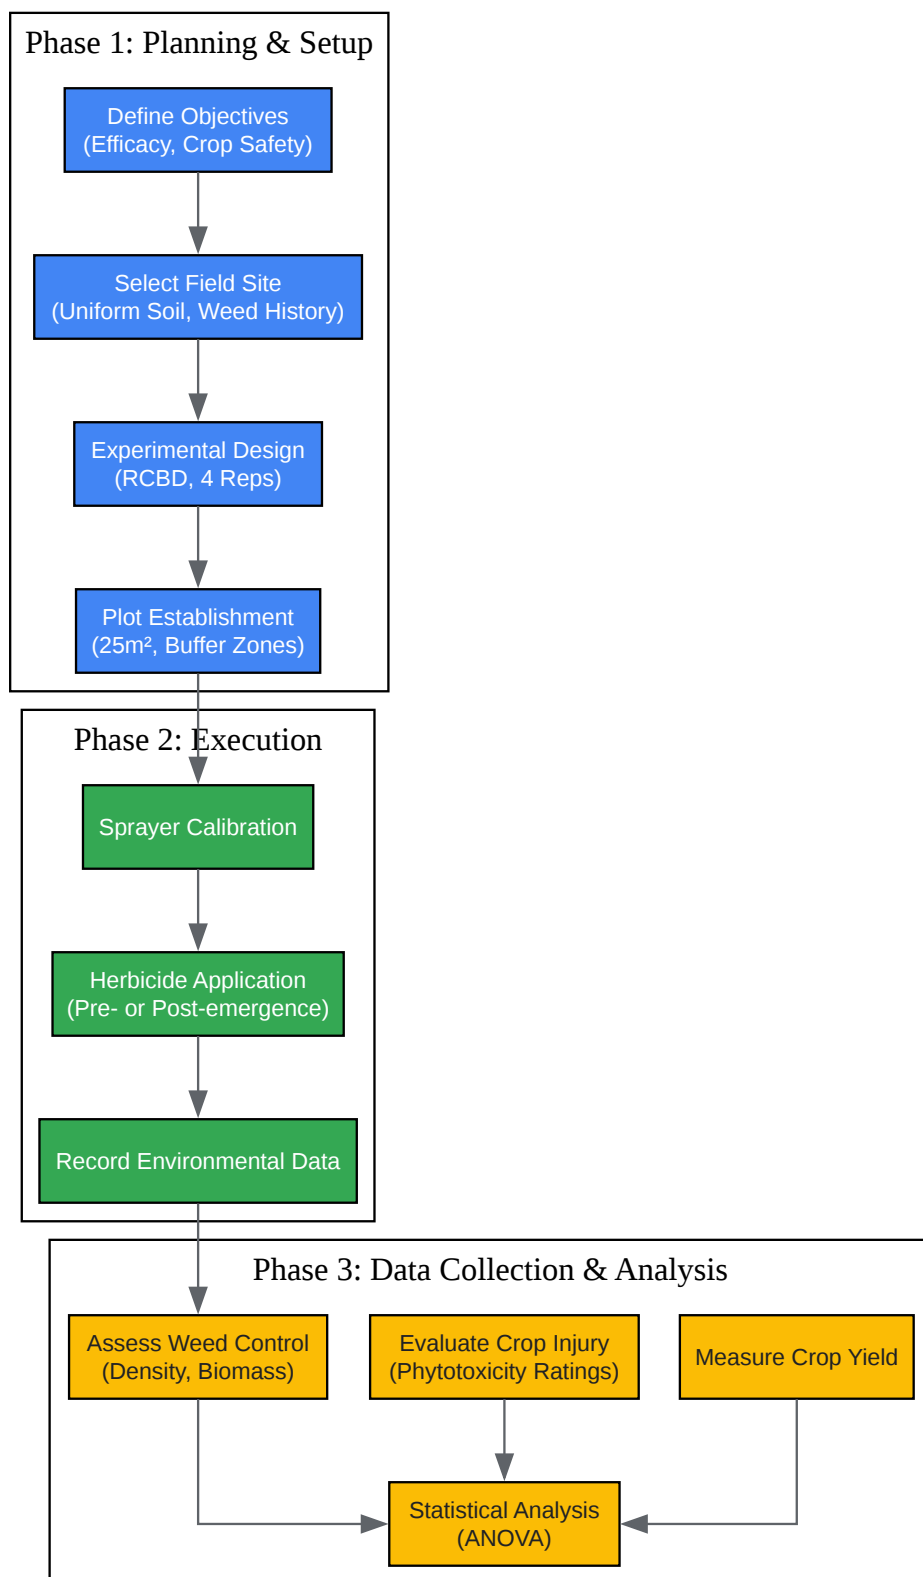 Phase 1: Planning & Setup
Define Objectives
(Efficacy, Crop Safety)
Select Field Site
(Uniform Soil, Weed History)
Experimental Design
(RCBD, 4 Reps)
Plot Establishment
(25m², Buffer Zones)
Phase 2: Execution
Sprayer Calibration
Herbicide Application
(Pre- or Post-emergence)
Record Environmental Data
Phase 3: Data Collection & Analysis
Assess Weed Control
(Density, Biomass)
Evaluate Crop Injury
(Phytotoxicity Ratings)
Measure Crop Yield
Statistical Analysis
(ANOVA)